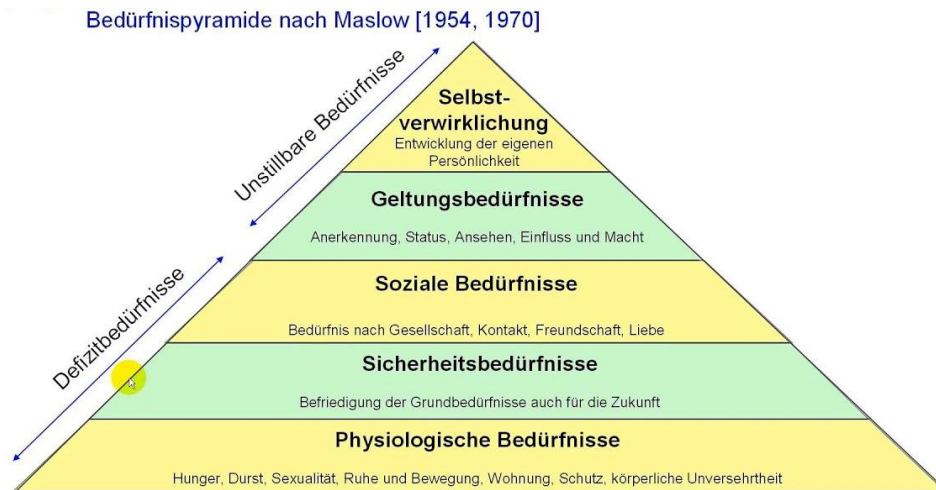 Bedürfnispyramide nach Maslow [1954, 1970]
Unstillbare Bedürfnisse
Defizitbedürfnisse
Selbst-
verwirklichung
Entwicklung der eigenen
Persönlichkeit
Geltungsbedürfnisse
Anerkennung, Status, Ansehen, Einfluss und Macht
Soziale Bedürfnisse
Bedürfnis nach Gesellschaft, Kontakt, Freundschaft, Liebe
Sicherheitsbedürfnisse
Befriedigung der Grundbedürfnisse auch für die Zukunft
Physiologische Bedürfnisse
Hunger, Durst, Sexualität, Ruhe und Bewegung, Wohnung, Schutz, körperliche Unversehrtheit